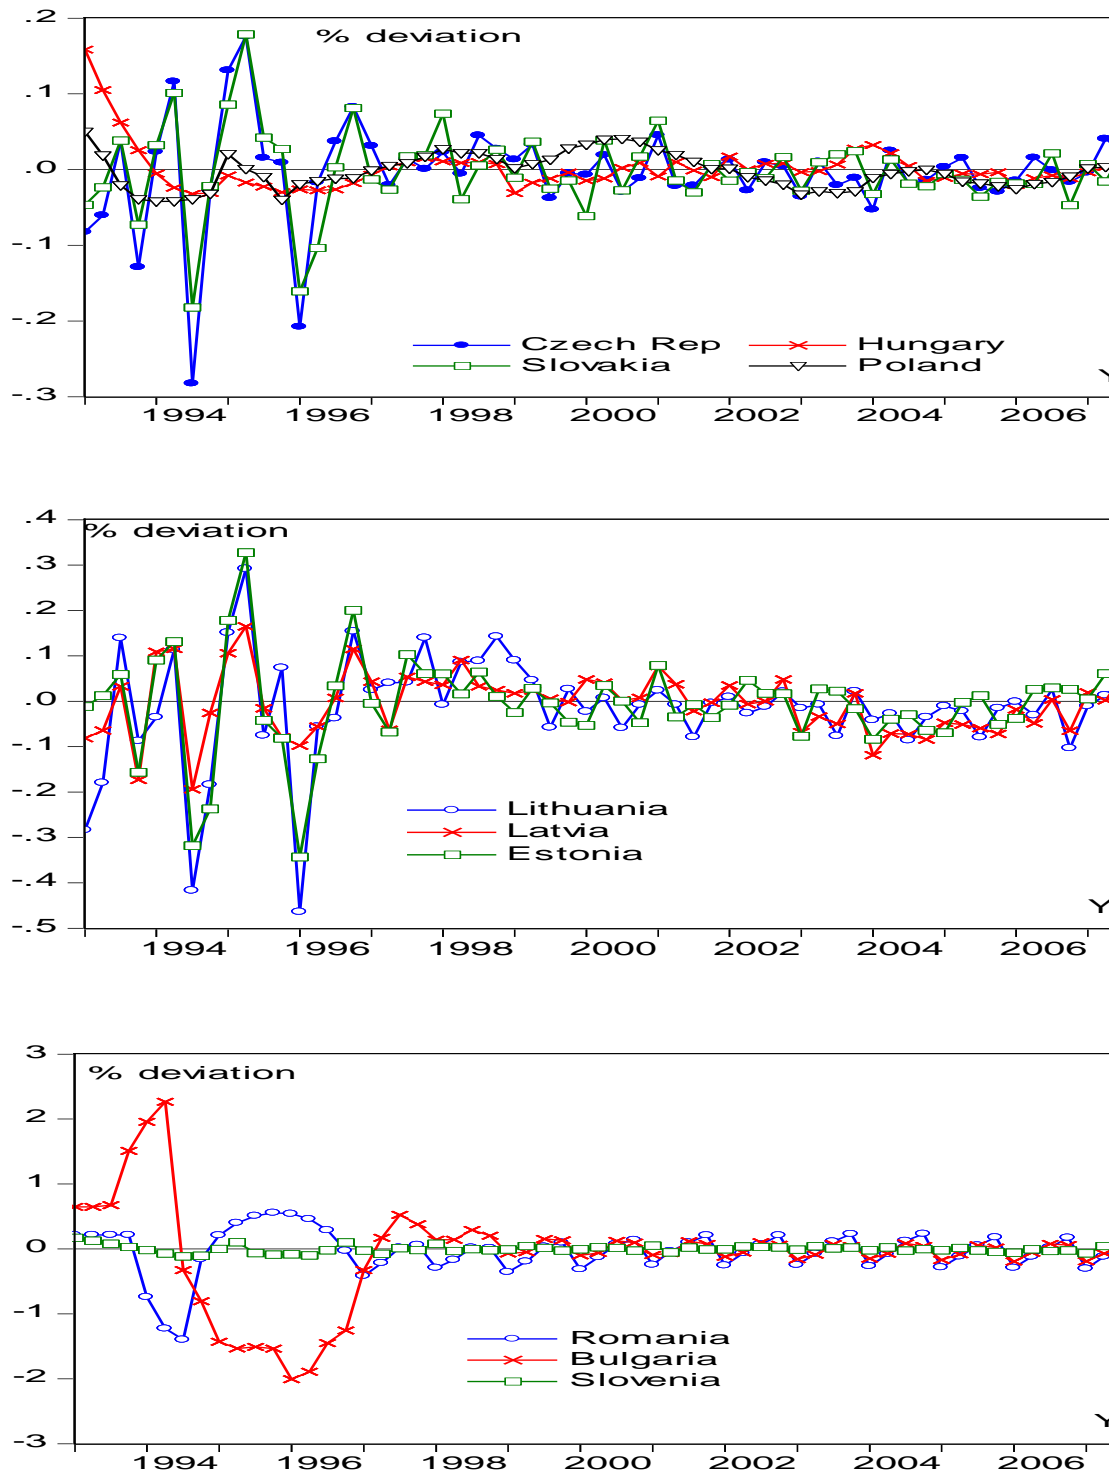 .2
% deviation
.1
.0
-.1
-.2
Czech Rep Hungary
Slovakia Poland
Y
-.3
1994 1996 1998 2000 2002 2004 2006
.4
% deviation
.3
.2
.1
.0
-.1
-.2
Lithuania
Latvia
-.3
Estonia
-.4
Y
-.5
1994 1996 1998 2000 2002 2004 2006
3
% deviation
2
1
0
-1
Romania
Bulgaria
-2
Slovenia
Y
-3
1994 1996 1998 2000 2002 2004 2006